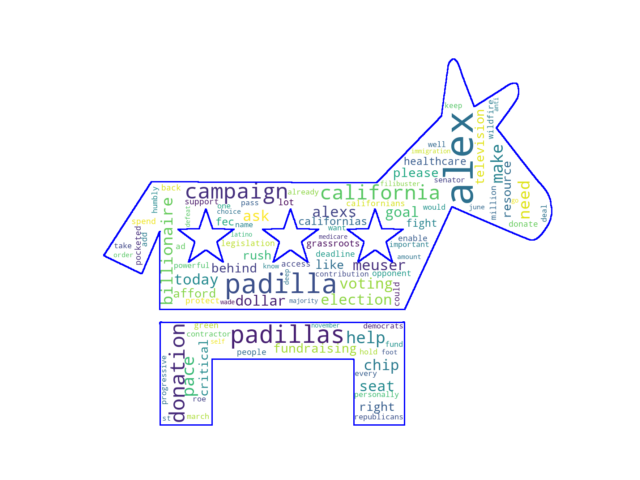 keep
alex
television
wildfire
antic
well
immigration
make
healthcare
resource
please
need
filibuster
senator
million
june
deal
donate
back
humbly
campaign
already
california
support
one
pass
lot
californians
would
choice
defeat
fec
name
ask
californias
alexs
goal
fight
spend
billionaire
latino
want
enable
pocketed
add
ad
legislation
medicare
grassroots
important
take
order
rush
deadline
amount
powerful
behind
know
access
like
meuser
today
deep
contribution
opponent
padilla
voting
afford
could
protect
wade
dollar
majority
election
donation
green
padillas
november
democrats
contractor
self
help
fund
pace
critical
people
fundraising
hold
foot
progressive
chip
every
seat
roe
personally
st
march
right
republicans